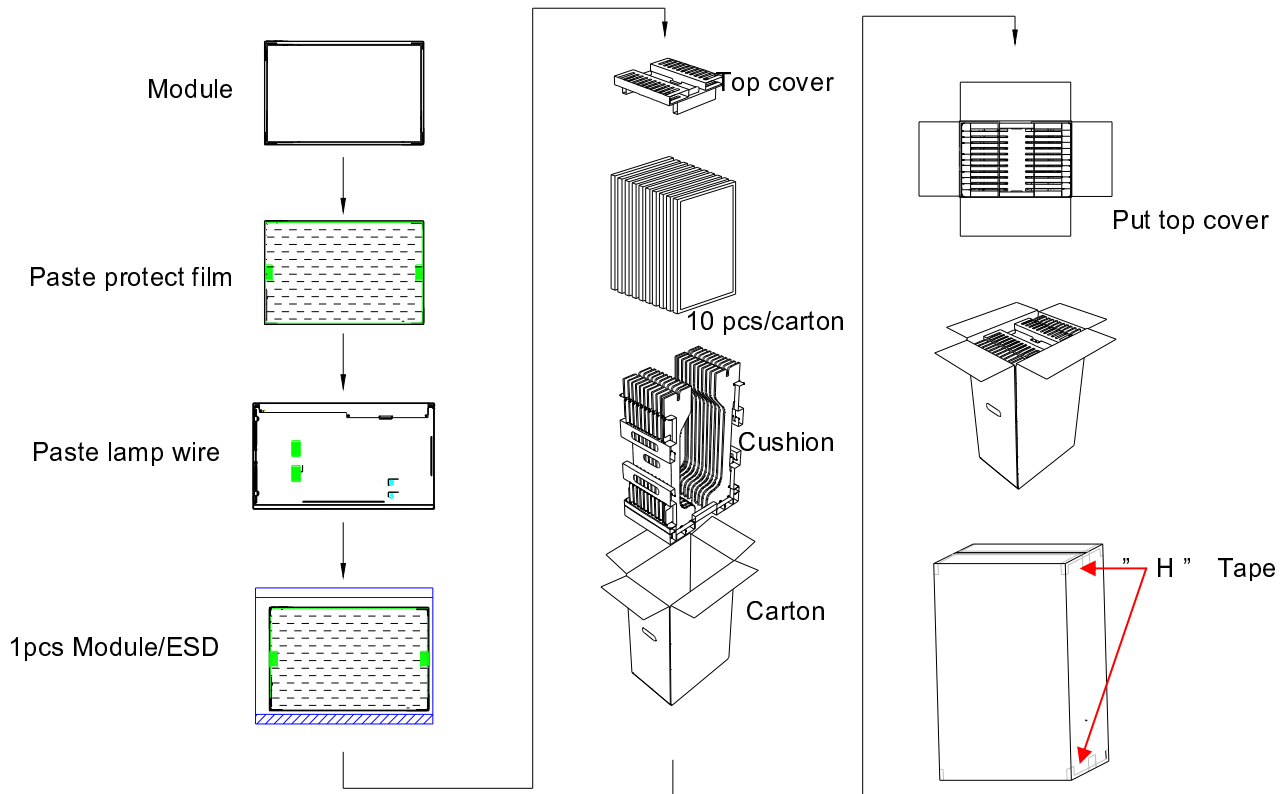 Module
Paste protect film
Paste lamp wire
1pcs Module/ESD
Top cover
10 pcs/carton
Cushion
Carton
Put top cover
” H ” Tape